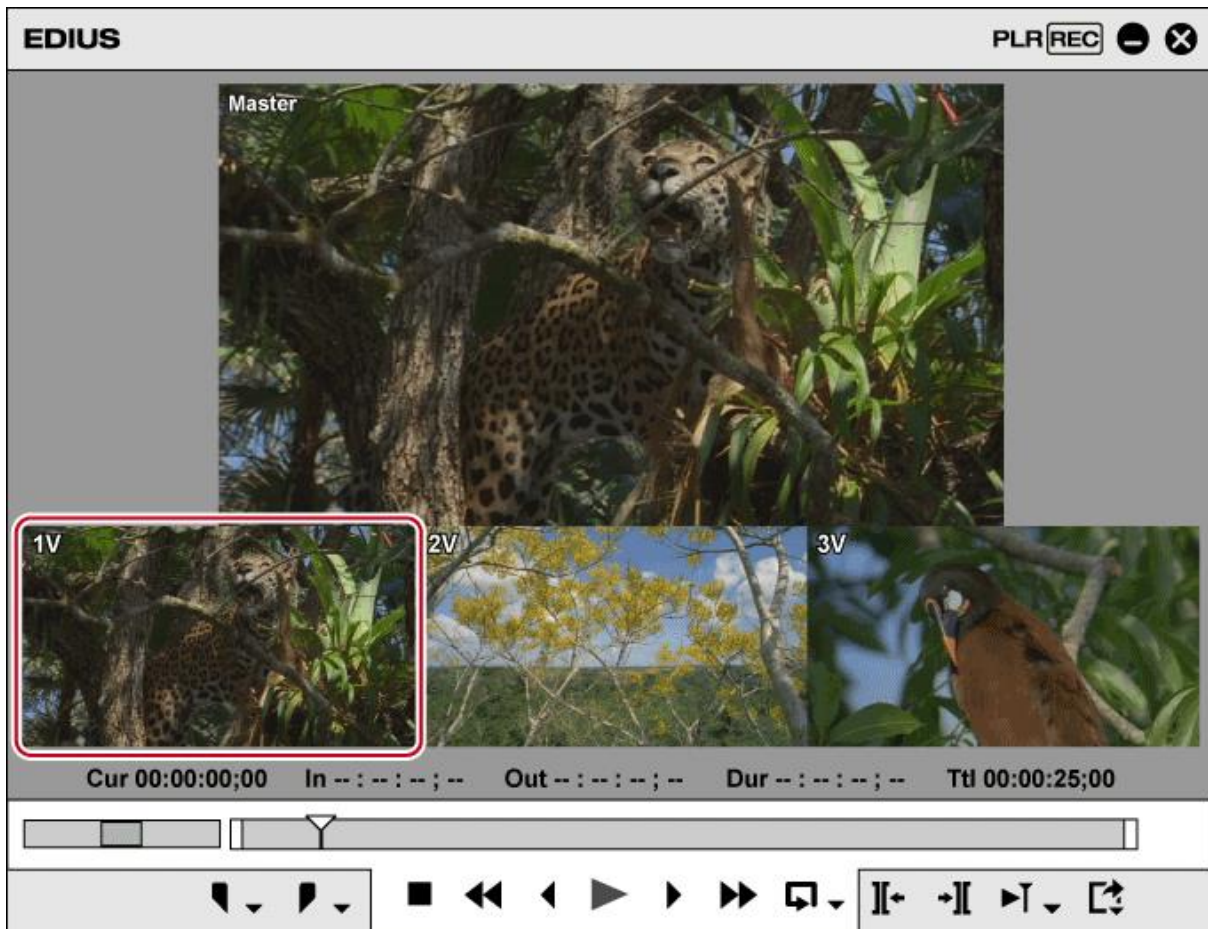 EDIUS
PLR REC
Master
1V
2V
3V
Cur 00:00:00;00 In -- : -- : -- ; -- Out -- : -- : -- ; -- Dur -- : -- : -- ; -- Ttl 00:00:25;00